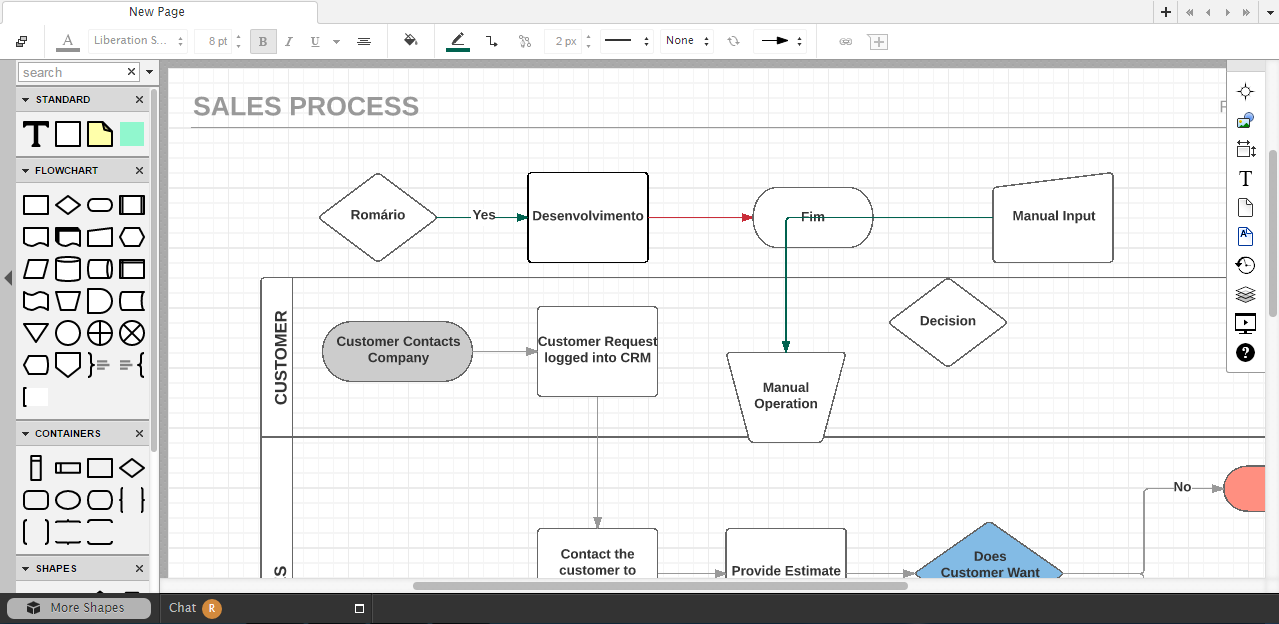 New Page
Liberation S...
8 pt
B
I
U
2 px
None
search
STANDARD
T
FLOWCHART
CONTAINERS
SHAPES
More Shapes
Chat R
SALES PROCESS
Romário
Yes
Desenvolvimento
Fim
Manual Input
CUSTOMER
Customer Contacts
Company
Customer Request
logged into CRM
Decision
Manual
Operation
No
Contact the
customer to
Provide Estimate
Does
Customer Want
S
T
A
?